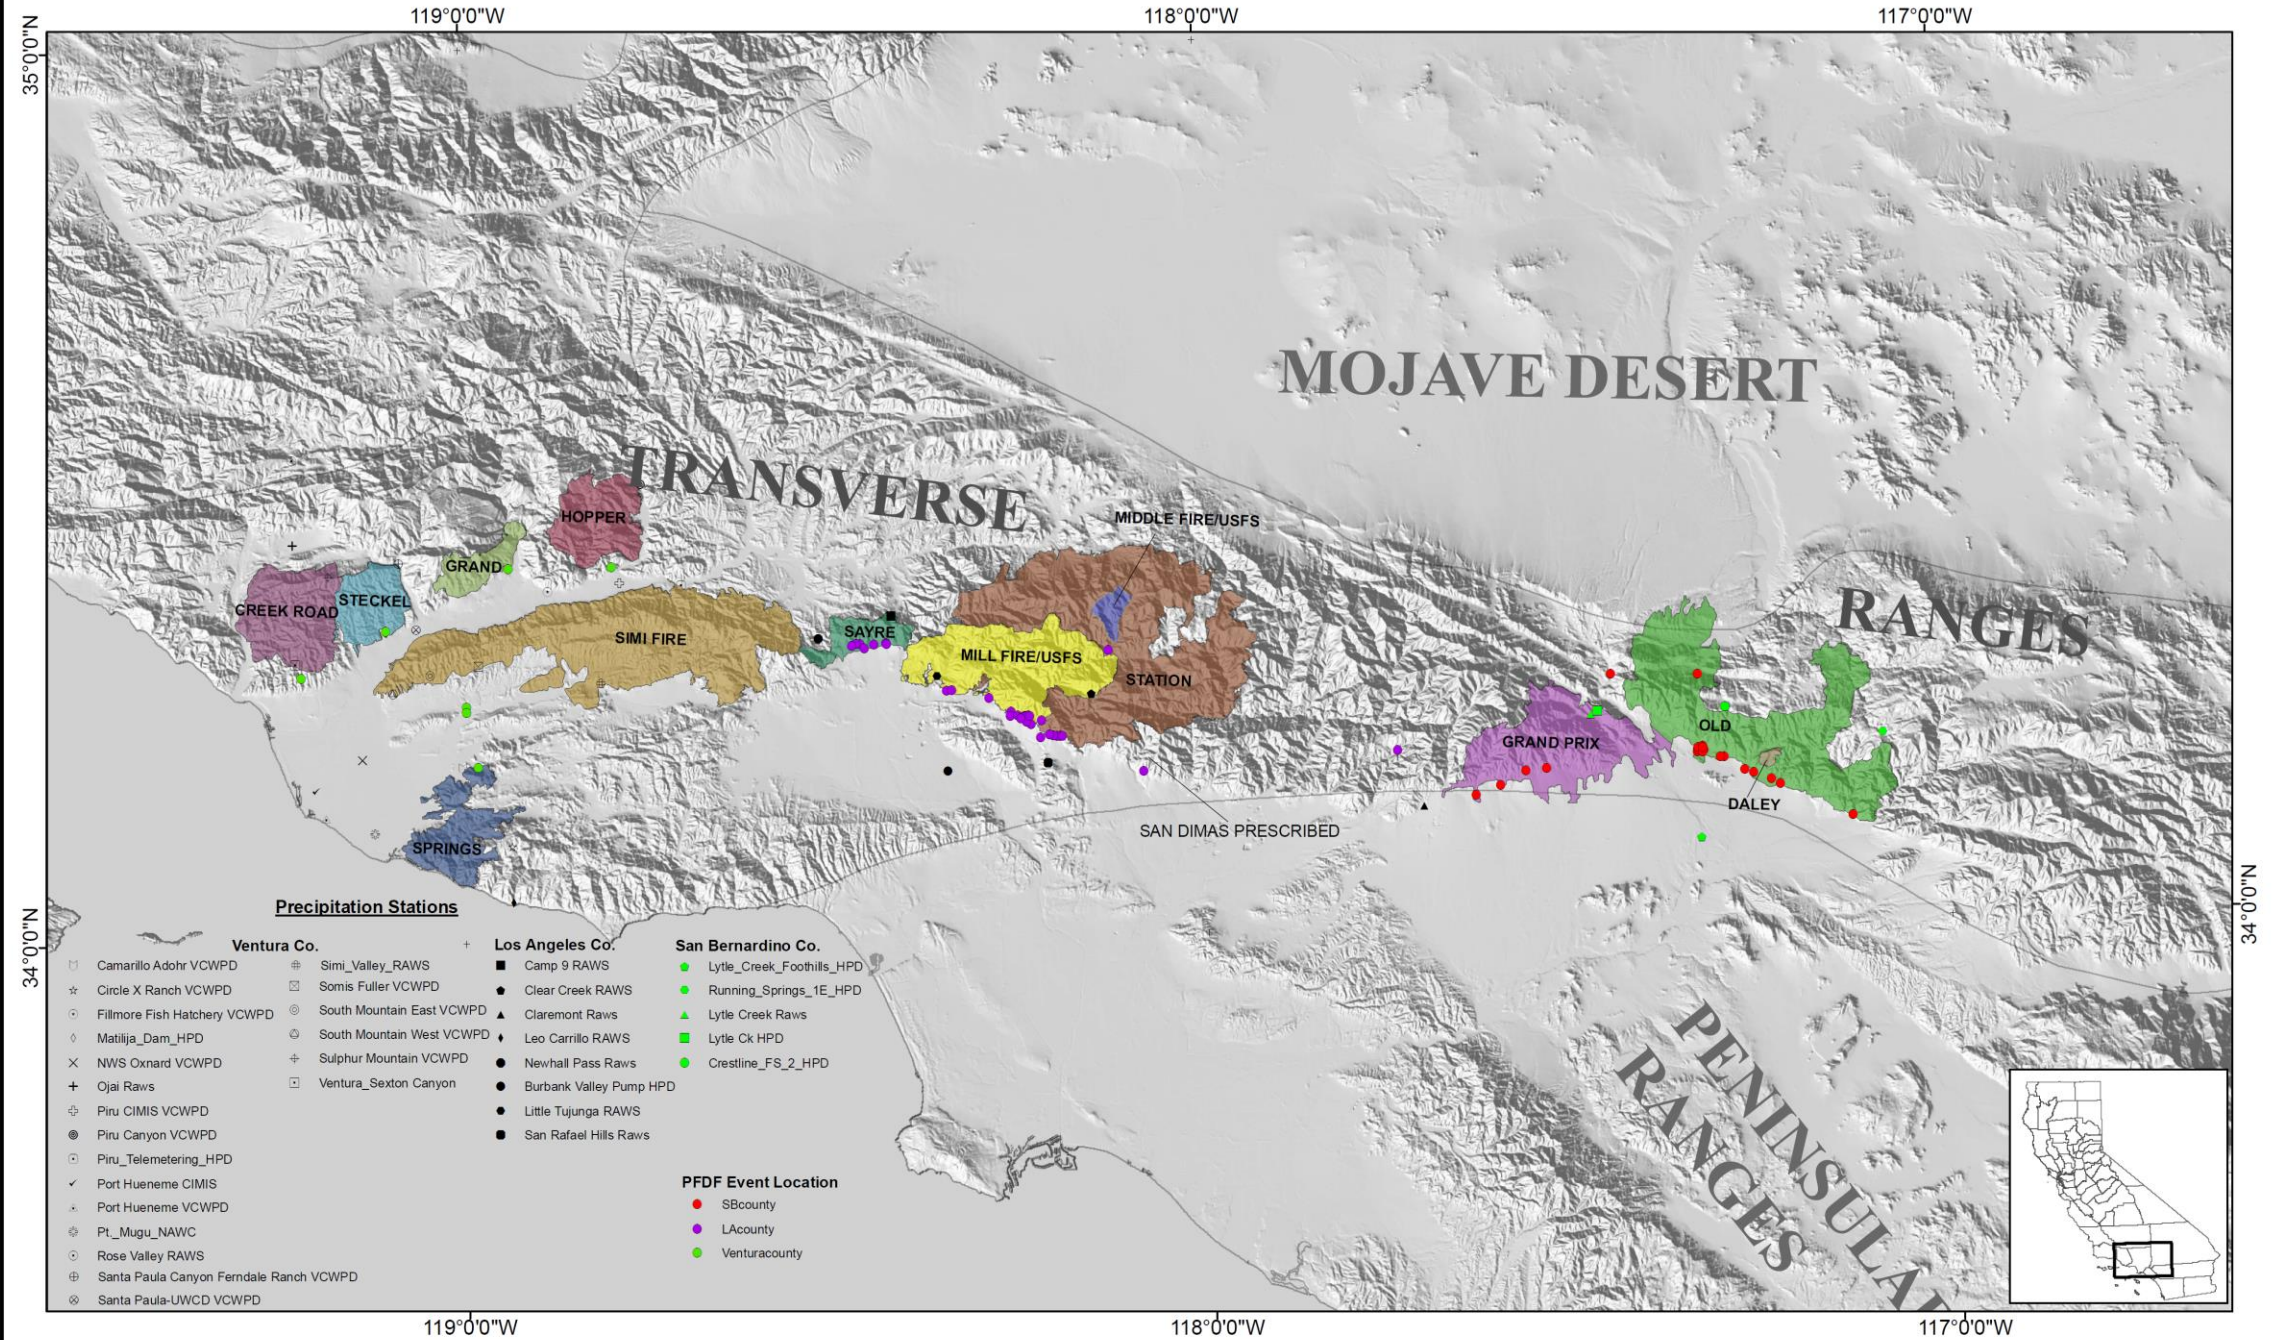 119°0'0"W
118°0'0"W
117°0'0"W
35°0'0"N
MOJAVE DESERT
TRANSVERSE
HOPPER
MIDDLE FIRE/USFS
GRAND
STECKEL
CREEK ROAD
RANGES
SIMI FIRE
SAYRE
MILL FIRE/USFS
STATION
OLD
GRAND PRIX
DALEY
SAN DIMAS PRESCRIBED
SPRINGS
34°0'0"N
34°0'0"N
PENINSULAR
RANGES
Precipitation Stations
Ventura Co.
Camarillo Adohr VCWPD
Circle X Ranch VCWPD
Fillmore Fish Hatchery VCWPD
Matilija_Dam_HPD
NWS Oxnard VCWPD
Ojai Raws
Piru CIMIS VCWPD
Piru Canyon VCWPD
Piru_Telemetering_HPD
Port Hueneme CIMIS
Port Hueneme VCWPD
Pt._Mugu_NAWC
Rose Valley RAWS
Santa Paula Canyon Ferndale Ranch VCWPD
Santa Paula-UWCD VCWPD
Simi_Valley_RAWS
Somis Fuller VCWPD
South Mountain East VCWPD
South Mountain West VCWPD
Sulphur Mountain VCWPD
Ventura_Sexton Canyon
Los Angeles Co.
Camp 9 RAWS
Clear Creek RAWS
Claremont Raws
Leo Carrillo RAWS
Newhall Pass Raws
Burbank Valley Pump HPD
Little Tujunga RAWS
San Rafael Hills Raws
San Bernardino Co.
Lytle_Creek_Foothills_HPD
Running_Springs_1E_HPD
Lytle Creek Raws
Lytle Ck HPD
Crestline_FS_2_HPD
PFDF Event Location
SBcounty
LAcounty
Venturacounty
119°0'0"W
118°0'0"W
117°0'0"W